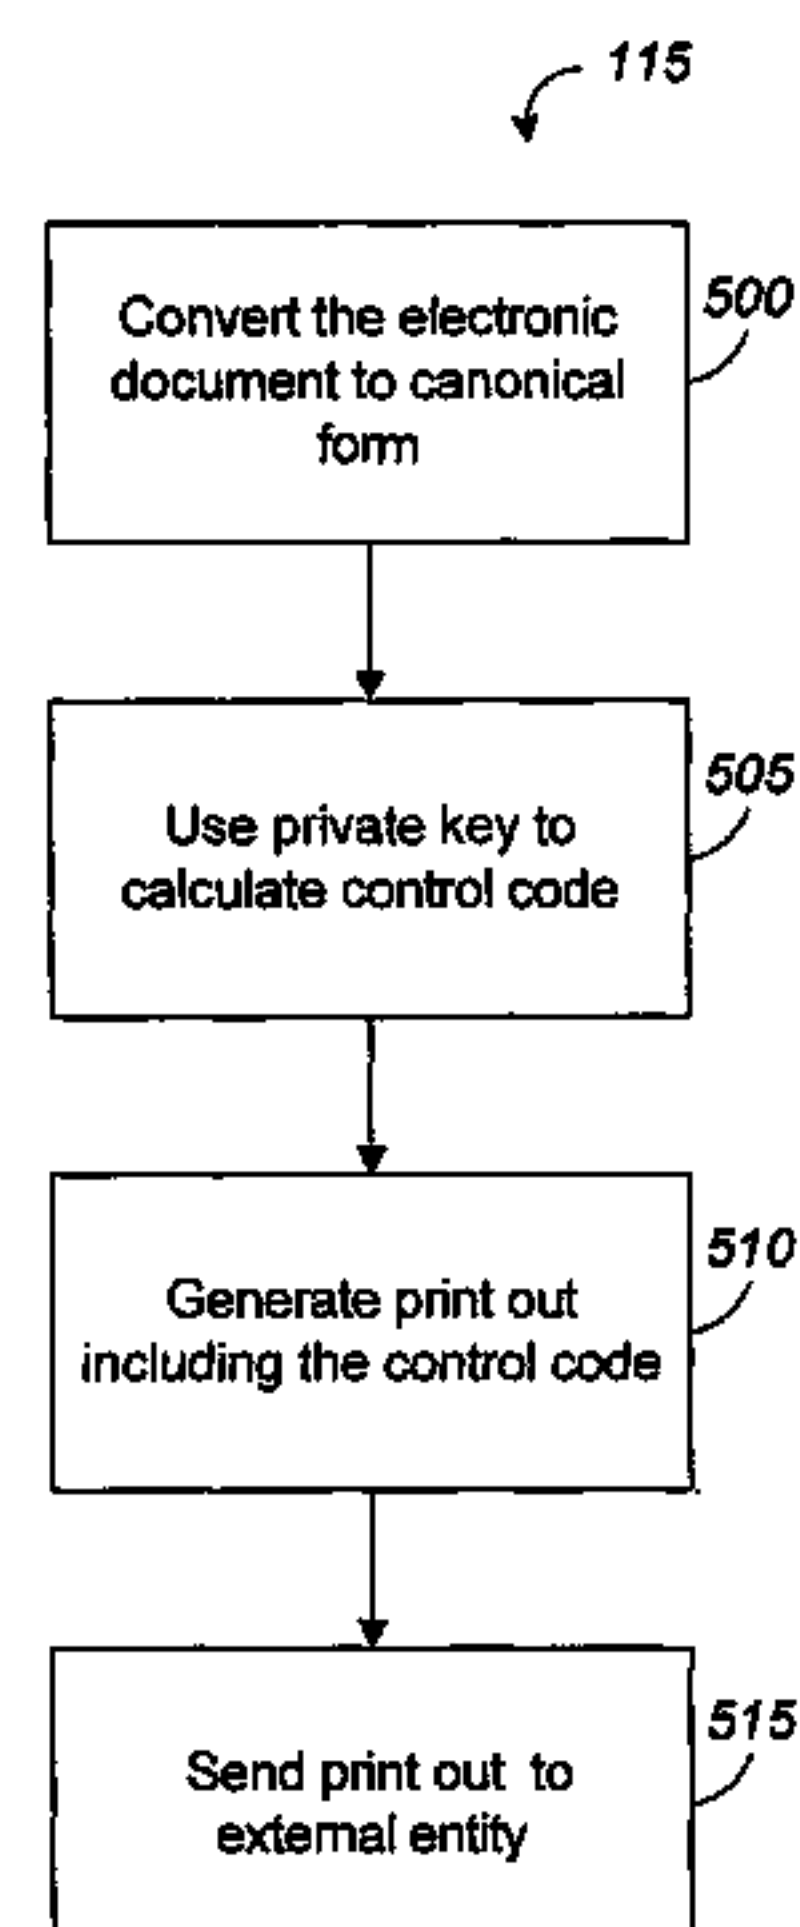 115
Convert the electronic
document to canonical
form
500
Use private key to
calculate control code
505
Generate print out
including the control code
510
Send print out to
external entity
515